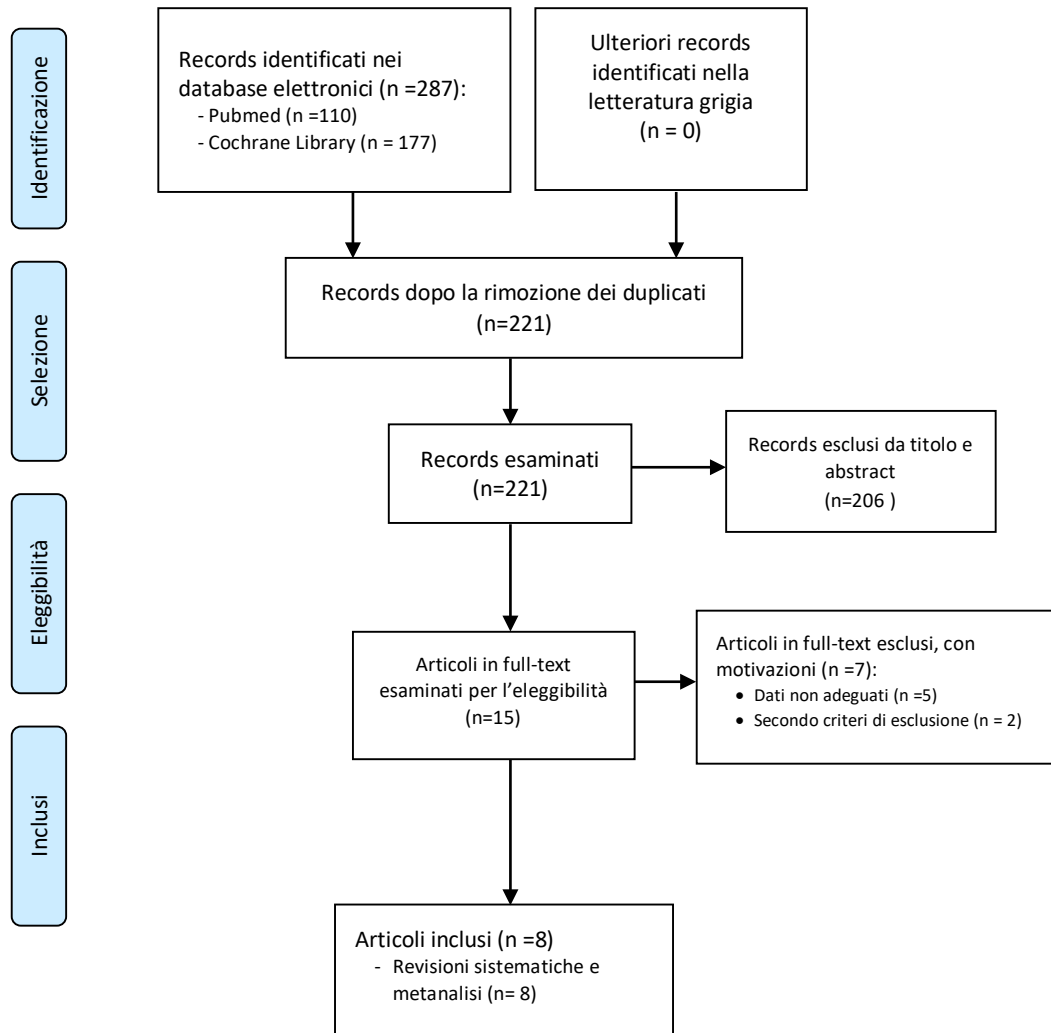 Identificazione
Records identificati nei
database elettronici (n =287):
- Pubmed (n =110)
- Cochrane Library (n = 177)
Ulteriori records
identificati nella
letteratura grigia
(n = 0)
Selezione
Records dopo la rimozione dei duplicati
(n=221)
Records esaminati
(n=221)
Records esclusi da titolo e
abstract
(n=206 )
Eleggibilità
Articoli in full-text
esaminati per l'eleggibilità
(n=15)
Articoli in full-text esclusi, con
motivazioni (n =7):
• Dati non adeguati (n =5)
• Secondo criteri di esclusione (n = 2)
Inclusi
Articoli inclusi (n =8)
- Revisioni sistematiche e
metanalisi (n= 8)